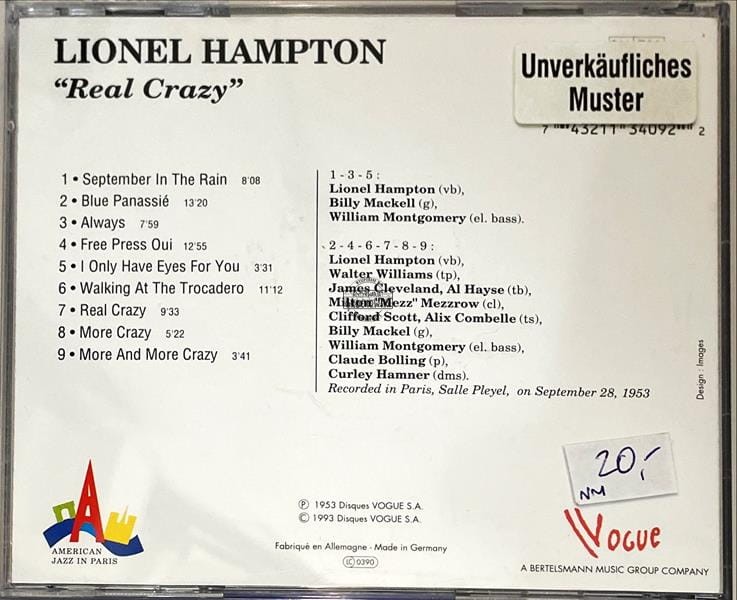 LIONEL HAMPTON
“Real Crazy”
Unverkäufliches
Muster
7 43211 34092 2
1 • September In The Rain 8'08
2 • Blue Panassié 13'20
3 • Always 7'59
4 • Free Press Oui 12'55
5 • I Only Have Eyes For You 3'31
6 • Walking At The Trocadero 11'12
7 • Real Crazy 9'33
8 • More Crazy 5'22
9 • More And More Crazy 3'41
1 - 3 - 5 :
Lionel Hampton (vb),
Billy Mackell (g),
William Montgomery (el. bass).
2 - 4 - 6 - 7 - 8 - 9 :
Lionel Hampton (vb),
Walter Williams (tp),
James Cleveland, Al Hayse (tb),
Milton "Mezz" Mezzrow (cl),
Clifford Scott, Alix Combelle (ts),
Billy Mackel (g),
William Montgomery (el. bass),
Claude Bolling (p),
Curley Hamner (dms).
Recorded in Paris, Salle Pleyel, on September 28, 1953
Design : Images
AMERICAN
JAZZ IN PARIS
℗ 1953 Disques VOGUE S.A.
© 1993 Disques VOGUE S.A.
Fabriqué en Allemagne - Made in Germany
LC 0390
20,-
NM
VOGUE
A BERTELSMANN MUSIC GROUP COMPANY